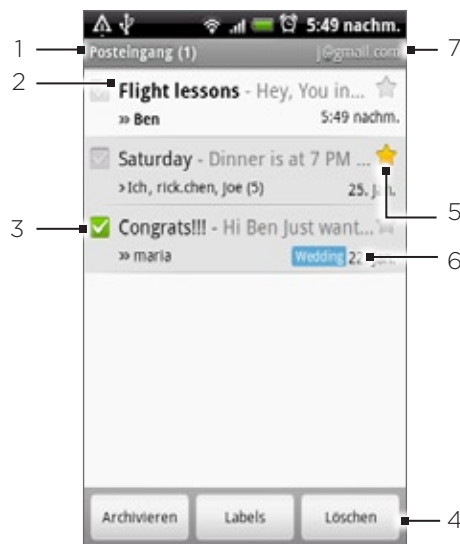 5:49 nachm.
1
Posteingang (1)
j@gmail.com
7
2
Flight lessons - Hey, You in...
» Ben
5:49 nachm.
Saturday - Dinner is at 7 PM ...
›Ich, rick.chen, Joe (5)
25.
5
3
Congrats!!! - Hi Ben Just want...
» maria
Wedding
6
Archivieren
Labels
Löschen
4